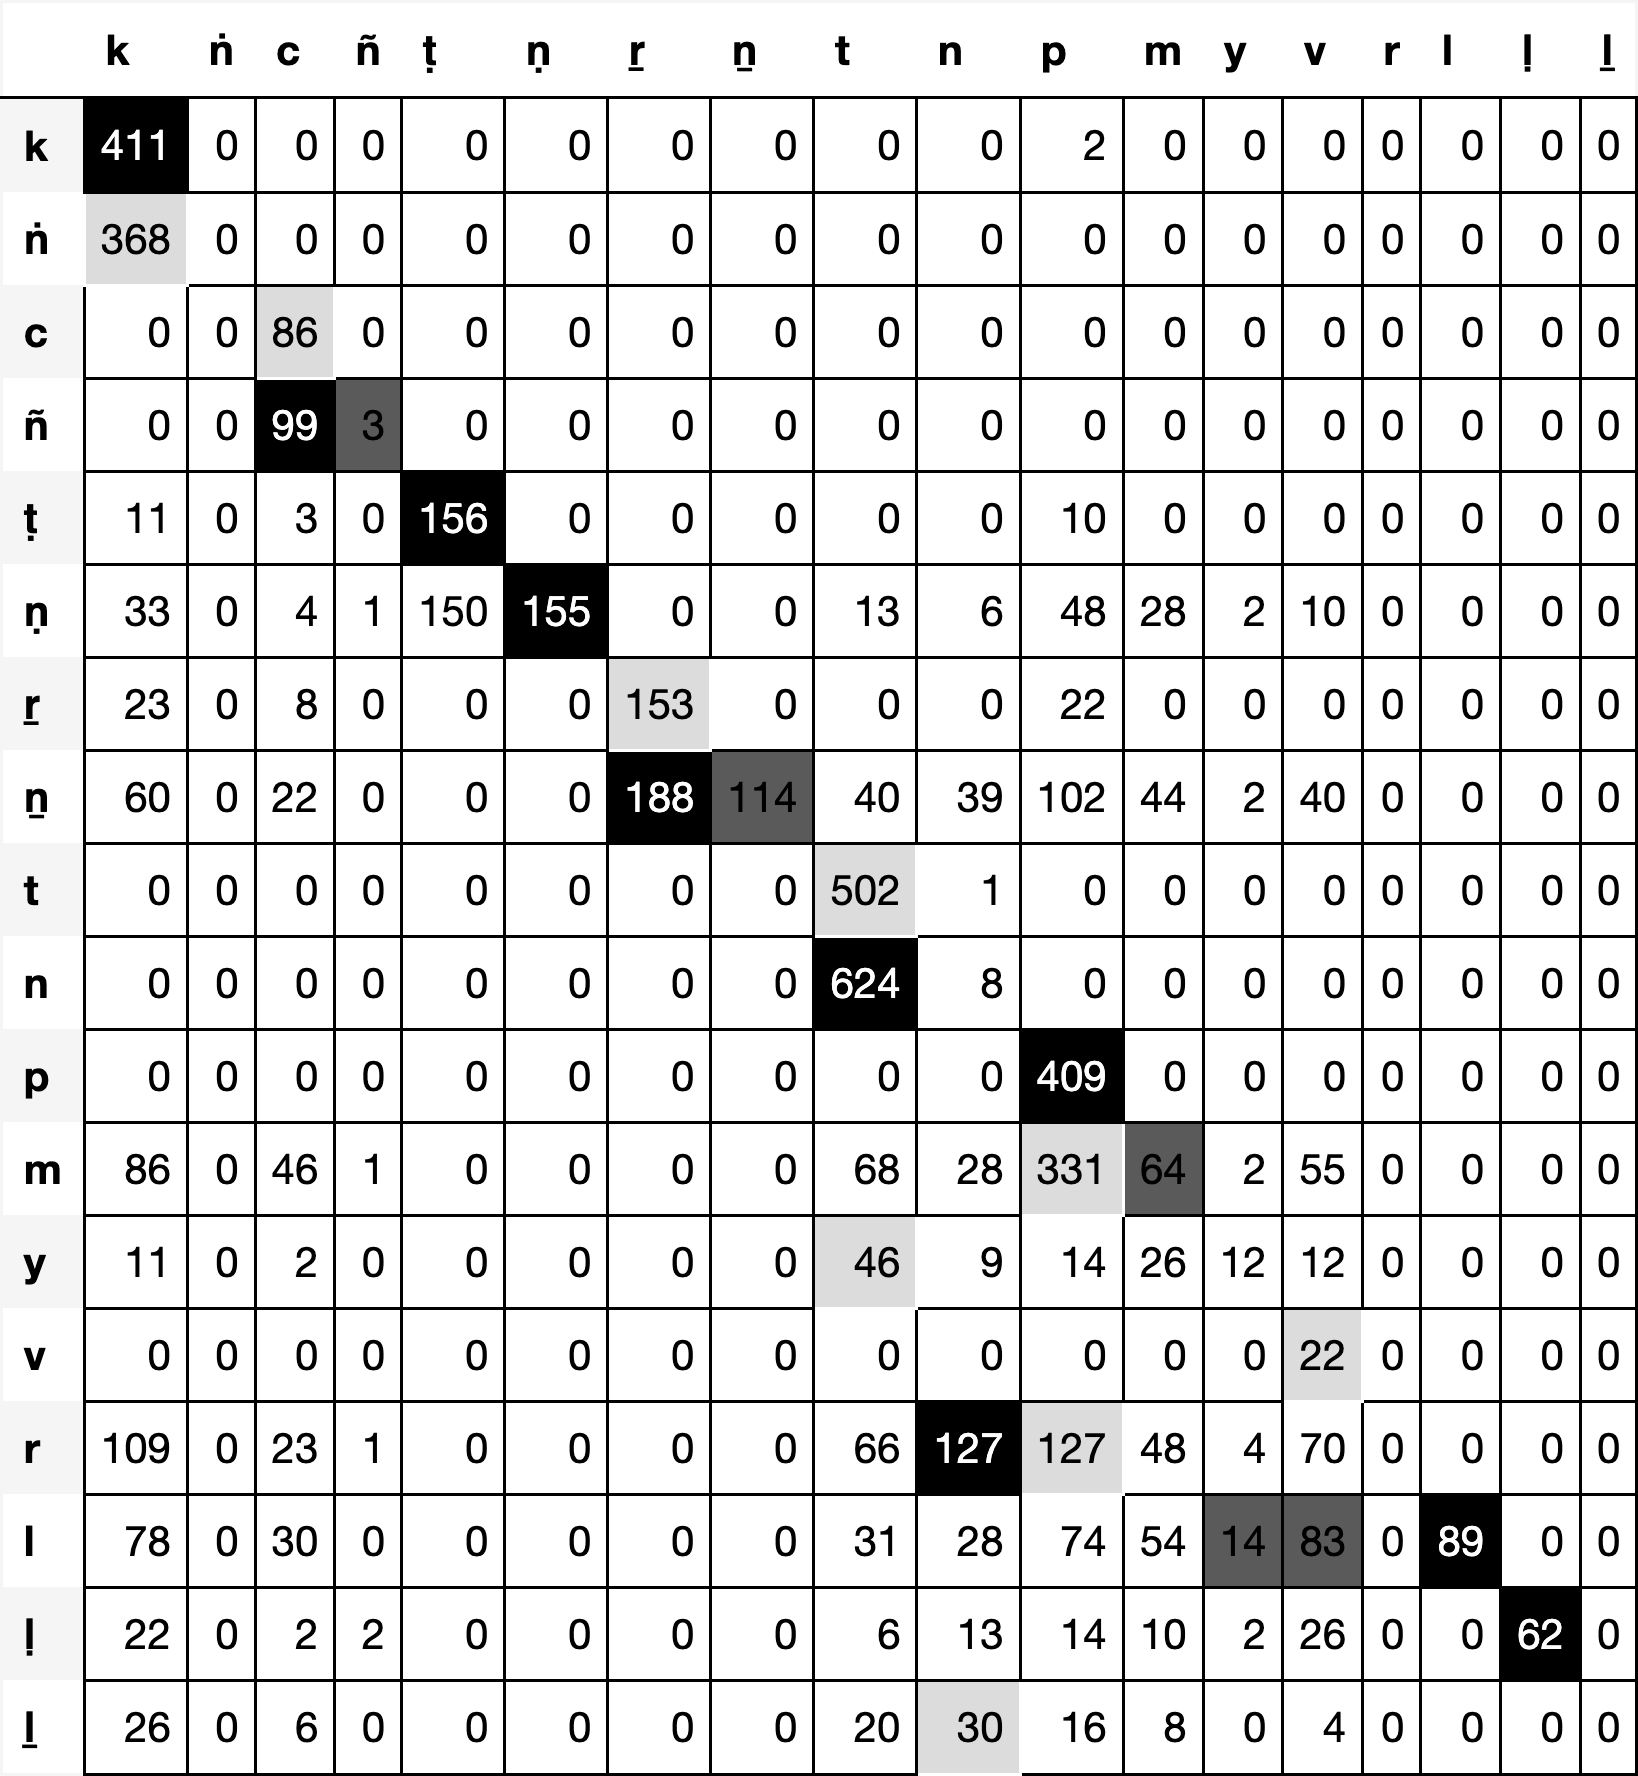 k ṅ c ñ ṭ ṇ ṟ ṉ t n p m y v r l ḷ ḻ
k 411 0 0 0 0 0 0 0 0 0 2 0 0 0 0 0 0 0
ṅ 368 0 0 0 0 0 0 0 0 0 0 0 0 0 0 0 0 0
c 0 0 86 0 0 0 0 0 0 0 0 0 0 0 0 0 0 0
ñ 0 0 99 3 0 0 0 0 0 0 0 0 0 0 0 0 0 0
ṭ 11 0 3 0 156 0 0 0 0 0 10 0 0 0 0 0 0 0
ṇ 33 0 4 1 150 155 0 0 13 6 48 28 2 10 0 0 0 0
ṟ 23 0 8 0 0 0 153 0 0 0 22 0 0 0 0 0 0 0
ṉ 60 0 22 0 0 0 188 114 40 39 102 44 2 40 0 0 0 0
t 0 0 0 0 0 0 0 0 502 1 0 0 0 0 0 0 0 0
n 0 0 0 0 0 0 0 0 624 8 0 0 0 0 0 0 0 0
p 0 0 0 0 0 0 0 0 0 0 409 0 0 0 0 0 0 0
m 86 0 46 1 0 0 0 0 68 28 331 64 2 55 0 0 0 0
y 11 0 2 0 0 0 0 0 46 9 14 26 12 12 0 0 0 0
v 0 0 0 0 0 0 0 0 0 0 0 0 0 22 0 0 0 0
r 109 0 23 1 0 0 0 0 66 127 127 48 4 70 0 0 0 0
l 78 0 30 0 0 0 0 0 31 28 74 54 14 83 0 89 0 0
ḷ 22 0 2 2 0 0 0 0 6 13 14 10 2 26 0 0 62 0
ḻ 26 0 6 0 0 0 0 0 20 30 16 8 0 4 0 0 0 0